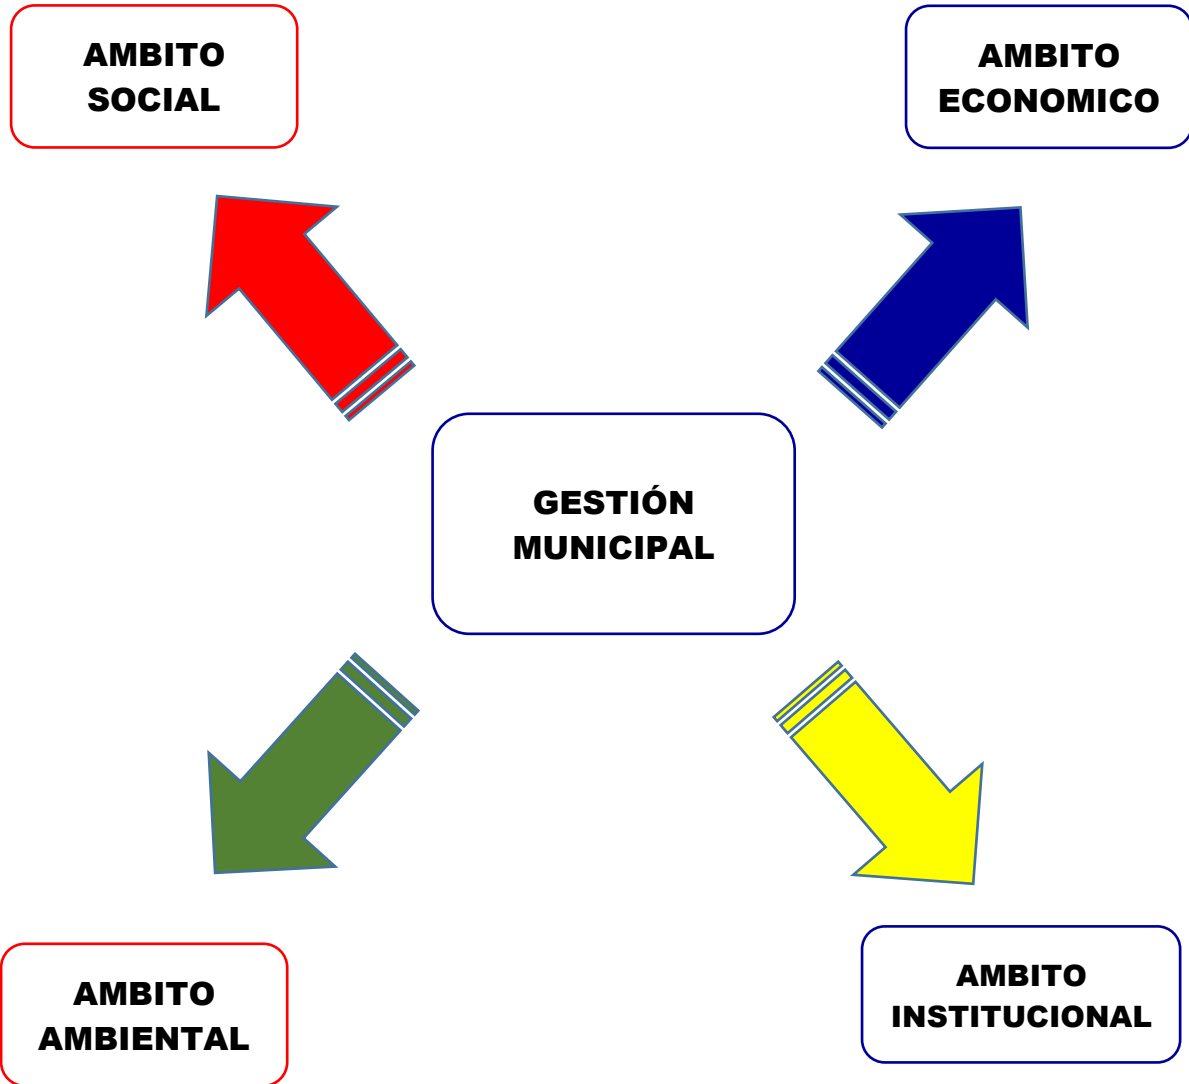 AMBITO
SOCIAL
AMBITO
ECONOMICO
GESTIÓN
MUNICIPAL
AMBITO
AMBIENTAL
AMBITO
INSTITUCIONAL